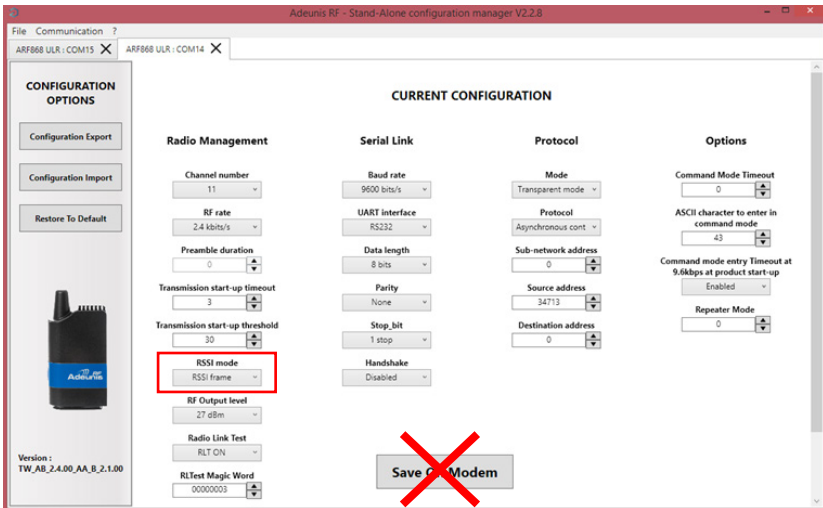 Adeunis RF - Stand-Alone configuration manager V2.2.8
File Communication ?
ARF868 ULR : COM15 X ARF868 ULR : COM14 X
CONFIGURATION
OPTIONS
Configuration Export
Configuration Import
Restore To Default
Adeunis RF
Version :
TW_AB_2.4.00_AA_B_2.1.00
CURRENT CONFIGURATION
Radio Management
Channel number
11
RF rate
2.4 kbits/s
Preamble duration
0
Transmission start-up timeout
3
Transmission start-up threshold
30
RSSI mode
RSSI frame
RF Output level
27 dBm
Radio Link Test
RLT ON
RLTest Magic Word
00000003
Serial Link
Baud rate
9600 bits/s
UART interface
RS232
Data length
8 bits
Parity
None
Stop_bit
1 stop
Handshake
Disabled
Protocol
Mode
Transparent mode
Protocol
Asynchronous cont
Sub-network address
0
Source address
34713
Destination address
0
Options
Command Mode Timeout
0
ASCII character to enter in
command mode
43
Command mode entry Timeout at
9.6kbps at product start-up
Enabled
Repeater Mode
0
Save On Modem